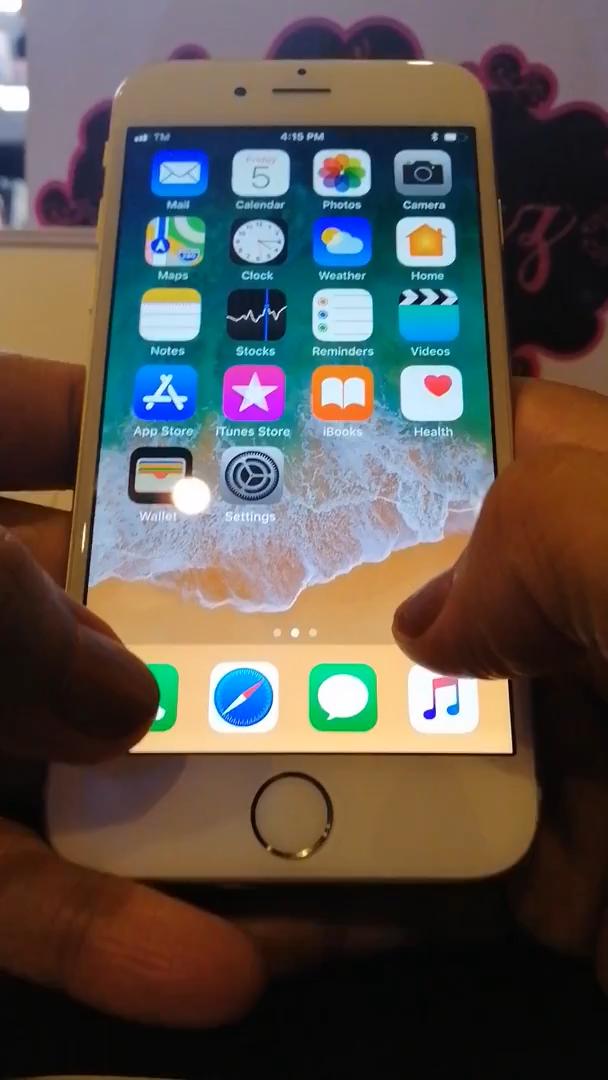 TM 4:15 PM
Friday
5
Mail Calendar Photos Camera
Maps Clock Weather Home
Notes Stocks Reminders Videos
App Store iTunes Store iBooks Health
Wallet Settings